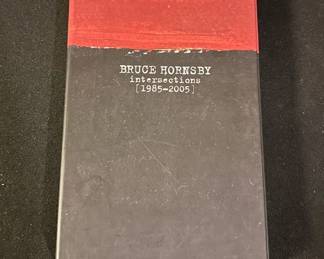 BRUCE HORNSBY
intersections
[1985-2005]